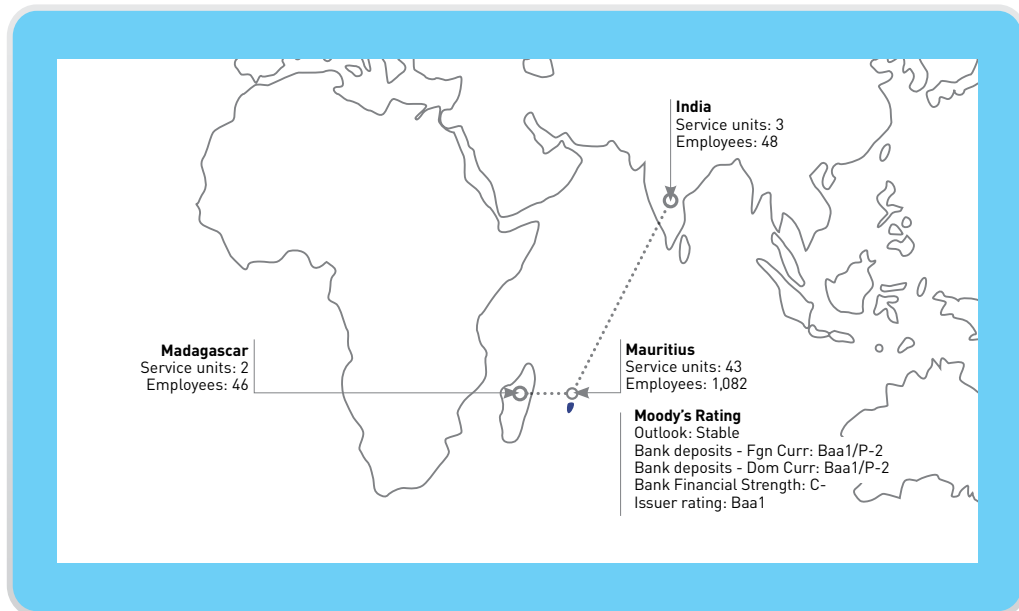 India
Service units: 3
Employees: 48
Madagascar
Service units: 2
Employees: 46
Mauritius
Service units: 43
Employees: 1,082
Moody's Rating
Outlook: Stable
Bank deposits - Fgn Curr: Baa1/P-2
Bank deposits - Dom Curr: Baa1/P-2
Bank Financial Strength: C-
Issuer rating: Baa1